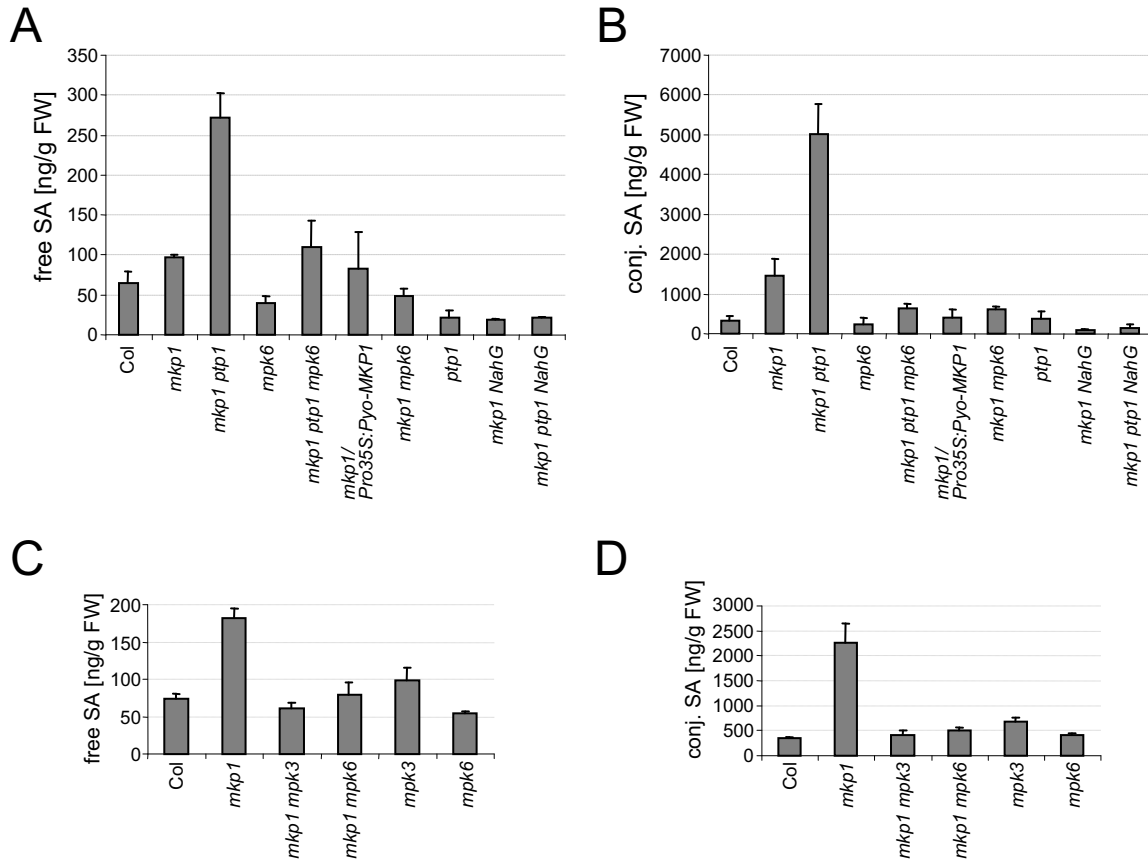 A
free SA [ng/g FW]
350
300
250
200
150
100
50
0
Col
mkp1
mkp1 ptp1
mpk6
mkp1 ptp1 mpk6
mkp1/
Pro35S:Pyo-MKP1
mkp1 mpk6
ptp1
mkp1 NahG
mkp1 ptp1 NahG
B
conj. SA [ng/g FW]
7000
6000
5000
4000
3000
2000
1000
0
Col
mkp1
mkp1 ptp1
mpk6
mkp1 ptp1 mpk6
mkp1/
Pro35S:Pyo-MKP1
mkp1 mpk6
ptp1
mkp1 NahG
mkp1 ptp1 NahG
C
free SA [ng/g FW]
200
150
100
50
0
Col
mkp1
mkp1 mpk3
mkp1 mpk6
mpk3
mpk6
D
conj. SA [ng/g FW]
3000
2500
2000
1500
1000
500
0
Col
mkp1
mkp1 mpk3
mkp1 mpk6
mpk3
mpk6